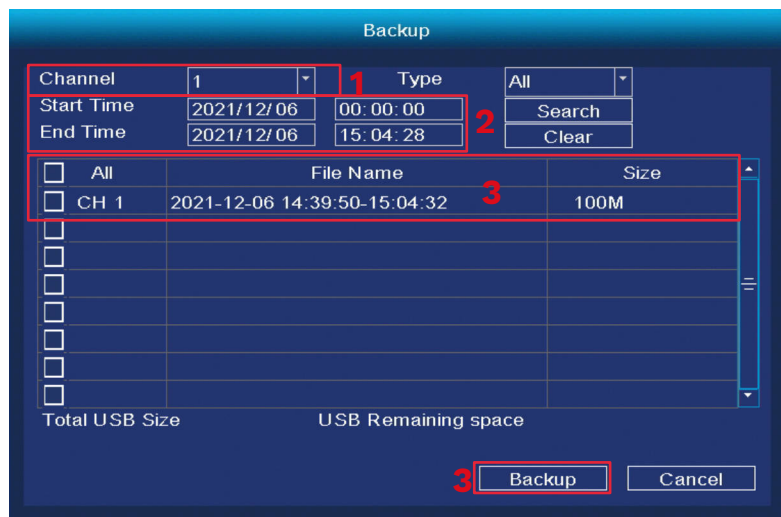 Backup
Channel 1 1 Type All
Start Time 2021/12/06 00:00:00 2 Search
End Time 2021/12/06 15:04:28 Clear
All File Name Size
CH 1 2021-12-06 14:39:50-15:04:32 3 100M
Total USB Size USB Remaining space
3 Backup Cancel